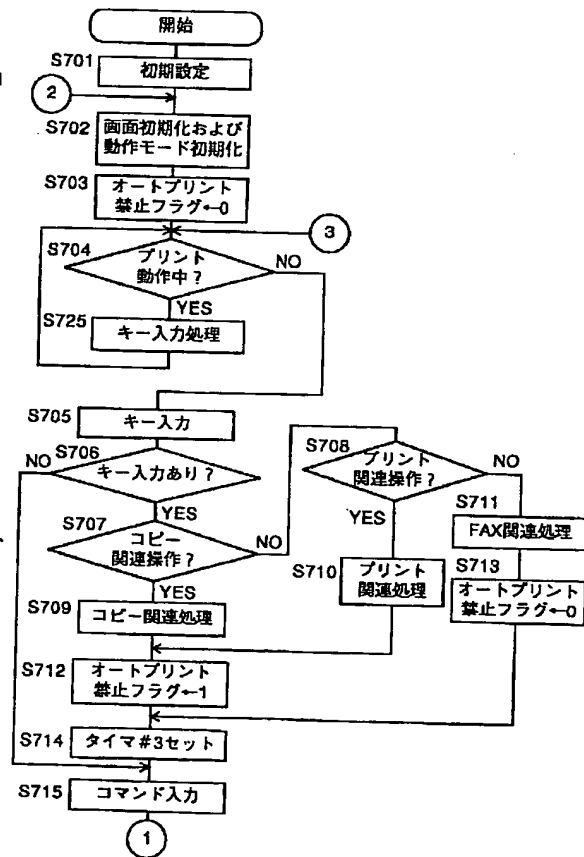 開始
S701
初期設定
2
S702
画面初期化および
動作モード初期化
S703
オートプリント
禁止フラグ←0
3
S704
プリント
動作中？
NO
YES
S725
キー入力処理
S705
キー入力
S706
NO
キー入力あり？
YES
S707
コピー
関連操作？
NO
YES
S708
プリント
関連操作？
NO
YES
S711
FAX関連処理
S709
コピー関連処理
S710
プリント
関連処理
S713
オートプリント
禁止フラグ←0
S712
オートプリント
禁止フラグ←1
S714
タイマ＃3セット
S715
コマンド入力
1